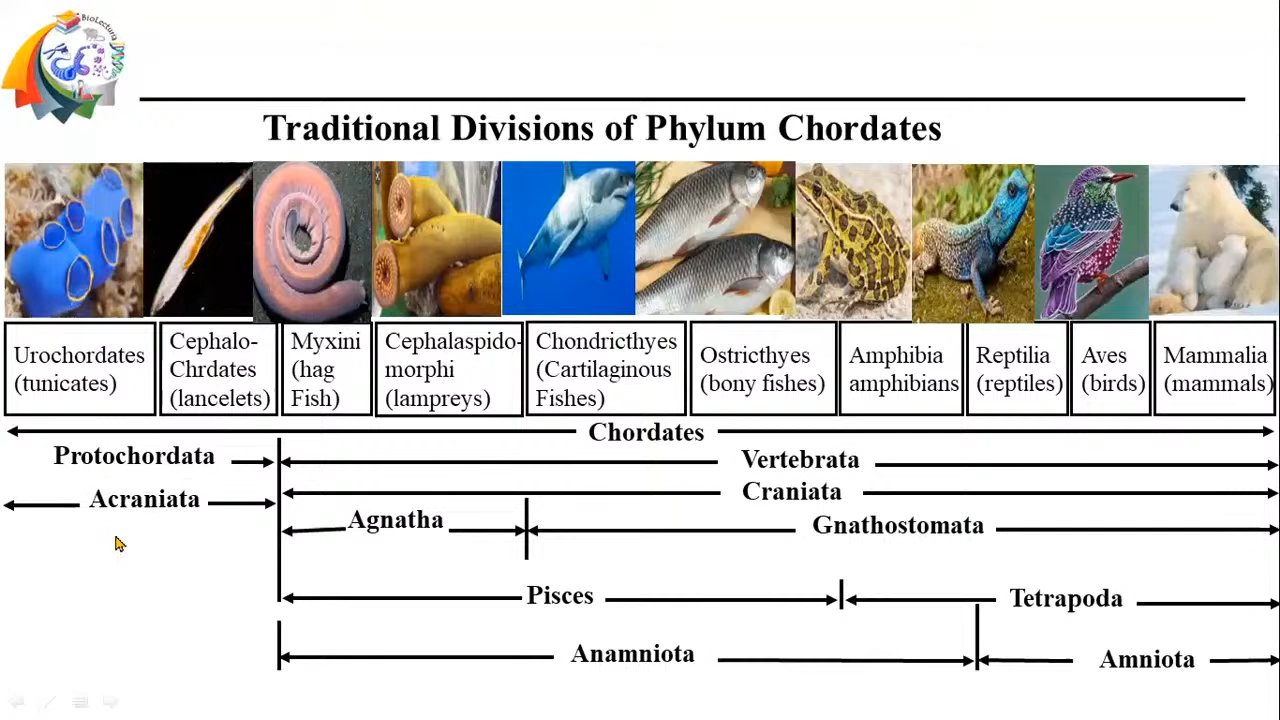 BioLectura
Traditional Divisions of Phylum Chordates
Urochordates
(tunicates)
Cephalo-
Chrdates
(lancelets)
Myxini
(hag
Fish)
Cephalaspido-
morphi
(lampreys)
Chondricthyes
(Cartilaginous
Fishes)
Ostricthyes
(bony fishes)
Amphibia
amphibians
Reptilia
(reptiles)
Aves
(birds)
Mammalia
(mammals)
Chordates
Protochordata
Vertebrata
Acraniata
Craniata
Agnatha
Gnathostomata
Pisces
Tetrapoda
Anamniota
Amniota